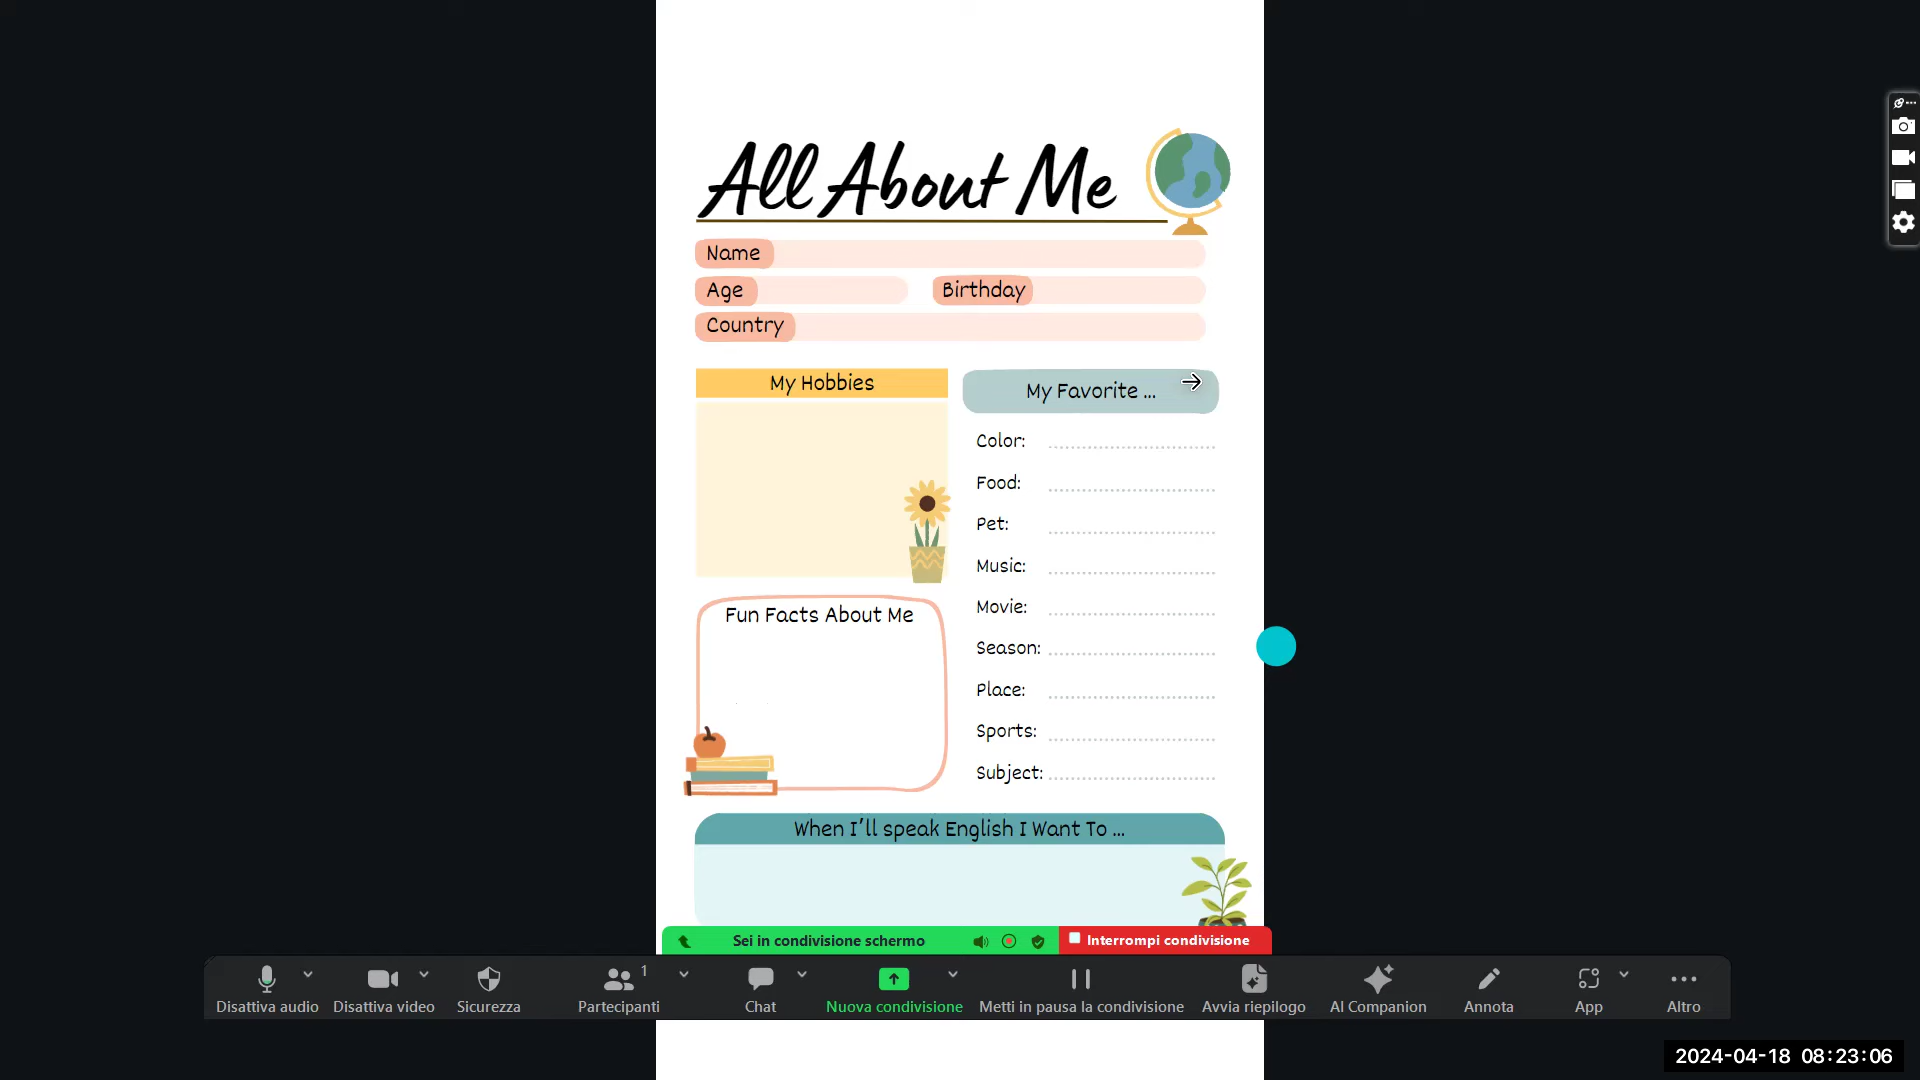 All About Me
Name
Age
Birthday
Country
My Hobbies
My Favorite ...
Color:
Food:
Pet:
Music:
Movie:
Season:
Place:
Sports:
Subject:
Fun Facts About Me
When I'll speak English I Want To ...
Sei in condivisione schermo
Interrompi condivisione
1
Disattiva audio
Disattiva video
Sicurezza
Partecipanti
Chat
Nuova condivisione
Metti in pausa la condivisione
Avvia riepilogo
AI Companion
Annota
App
Altro
2024-04-18 08:23:06